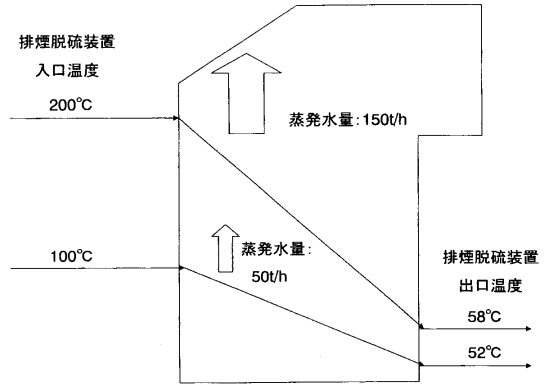 排煙脱硫装置
入口温度
200℃
蒸発水量:150t/h
100℃
蒸発水量:
50t/h
排煙脱硫装置
出口温度
58℃
52℃